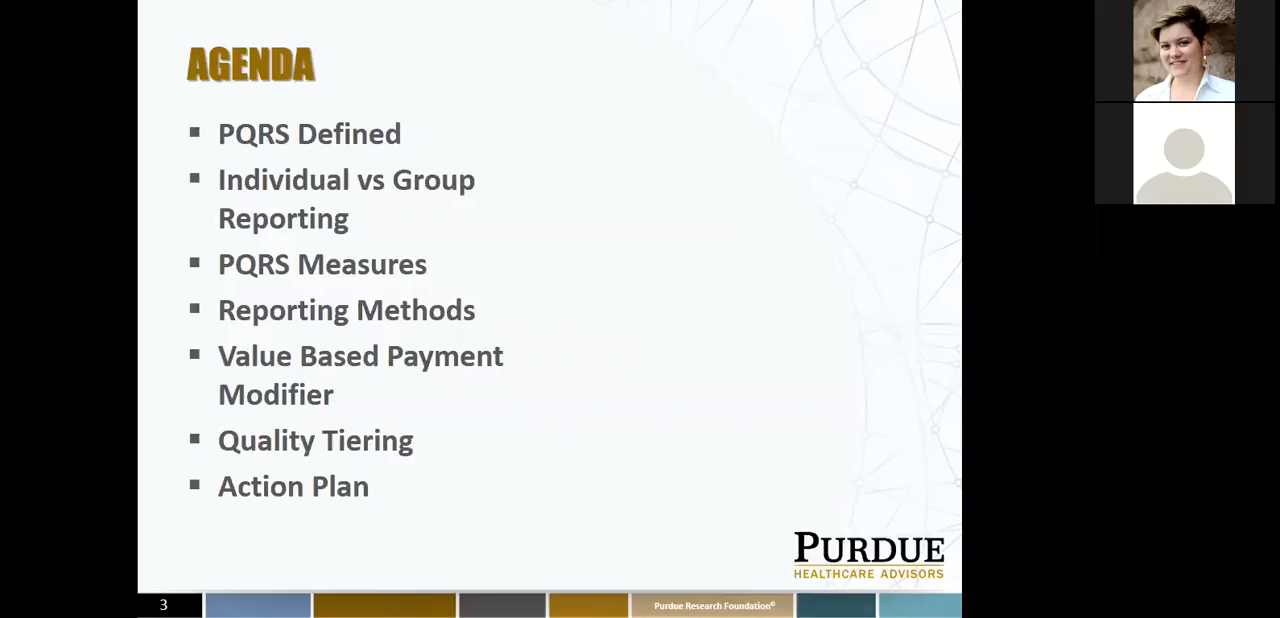 AGENDA
▪ PQRS Defined
▪ Individual vs Group
Reporting
▪ PQRS Measures
▪ Reporting Methods
▪ Value Based Payment
Modifier
▪ Quality Tiering
▪ Action Plan
PURDUE
HEALTHCARE ADVISORS
3
Purdue Research Foundation©